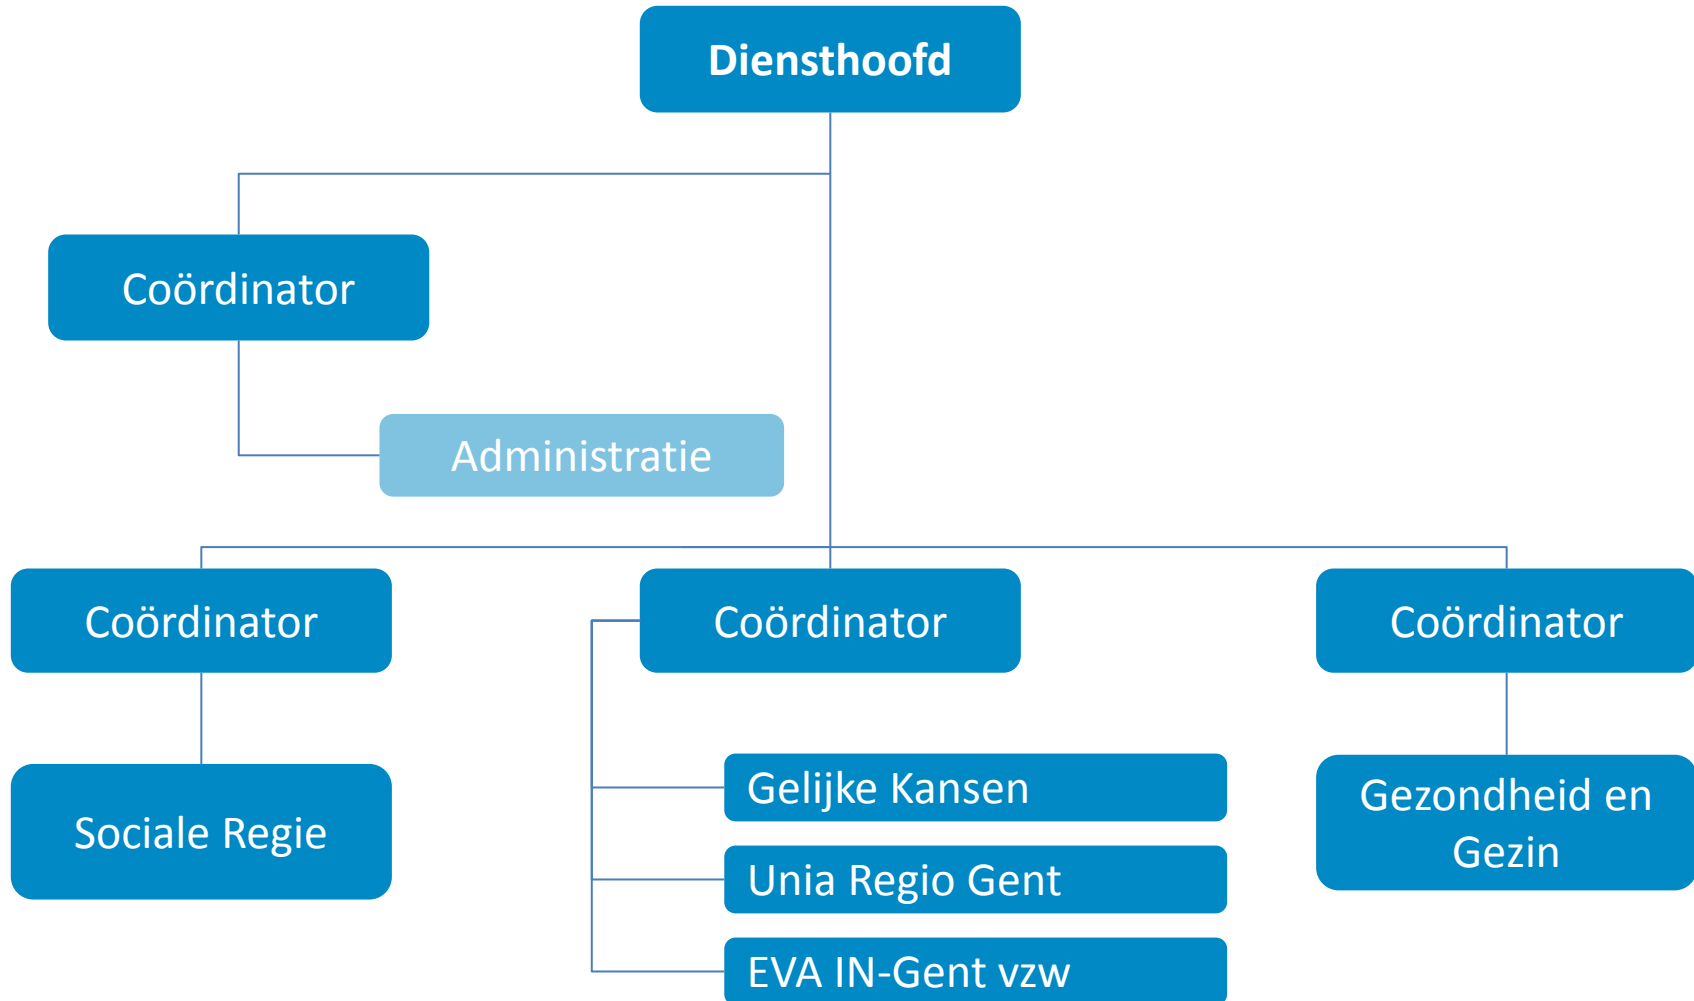 Diensthoofd
Coördinator
Administratie
Coördinator
Coördinator
Coördinator
Sociale Regie
Gelijke Kansen
Unia Regio Gent
EVA IN-Gent vzw
Gezondheid en
Gezin